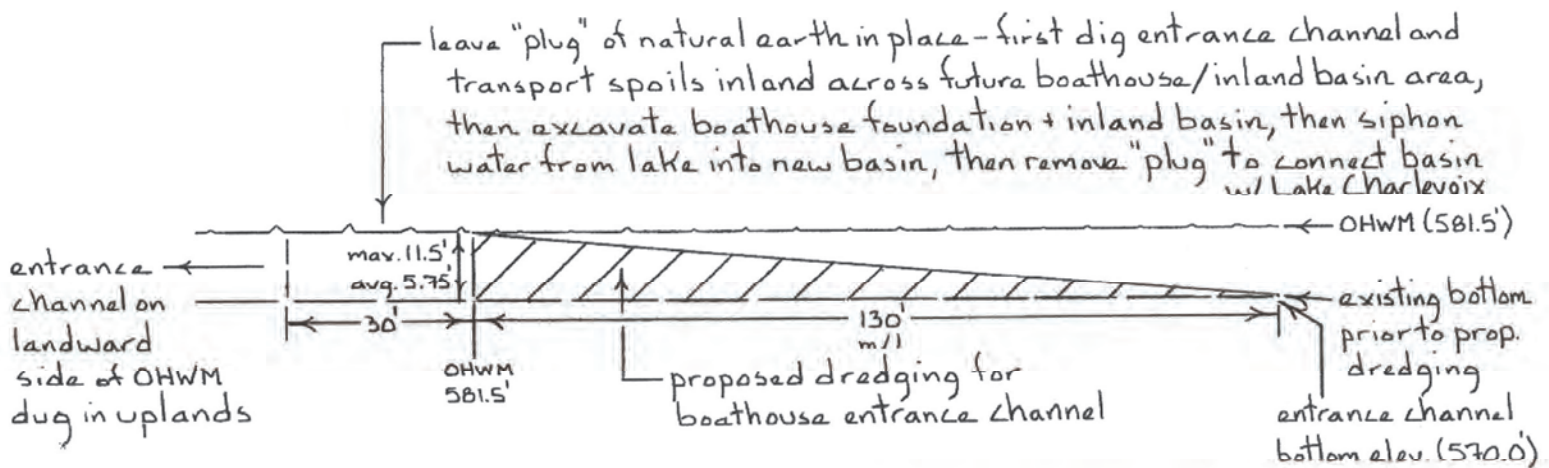 leave "plug" of natural earth in place - first dig entrance channel and
transport spoils inland across future boathouse/inland basin area,
then excavate boathouse foundation + inland basin, then siphon
water from lake into new basin, then remove "plug" to connect basin
w/ Lake Charlevoix
OHWM (581.5')
max. 11.5'
avg. 5.75'
entrance
channel on
landward
side of OHWM
dug in uplands
30'
130'
m/l
OHWM
581.5'
proposed dredging for
boathouse entrance channel
existing bottom
prior to prop.
dredging
entrance channel
bottom elev. (570.0')